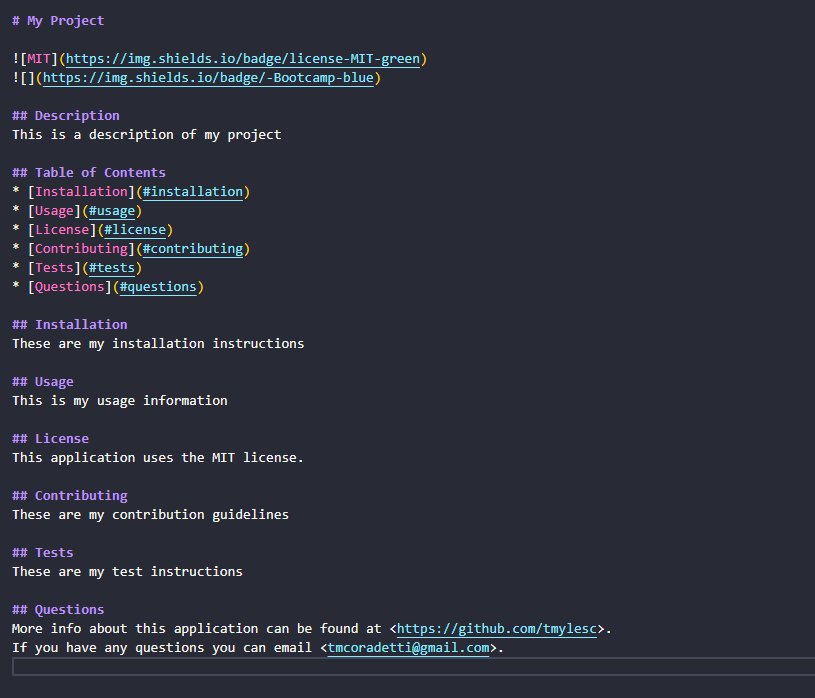 # My Project
![MIT](https://img.shields.io/badge/license-MIT-green)
![](https://img.shields.io/badge/-Bootcamp-blue)
## Description
This is a description of my project
## Table of Contents
* [Installation](#installation)
* [Usage](#usage)
* [License](#license)
* [Contributing](#contributing)
* [Tests](#tests)
* [Questions](#questions)
## Installation
These are my installation instructions
## Usage
This is my usage information
## License
This application uses the MIT license.
## Contributing
These are my contribution guidelines
## Tests
These are my test instructions
## Questions
More info about this application can be found at <https://github.com/tmylesc>.
If you have any questions you can email <tmcoradetti@gmail.com>.